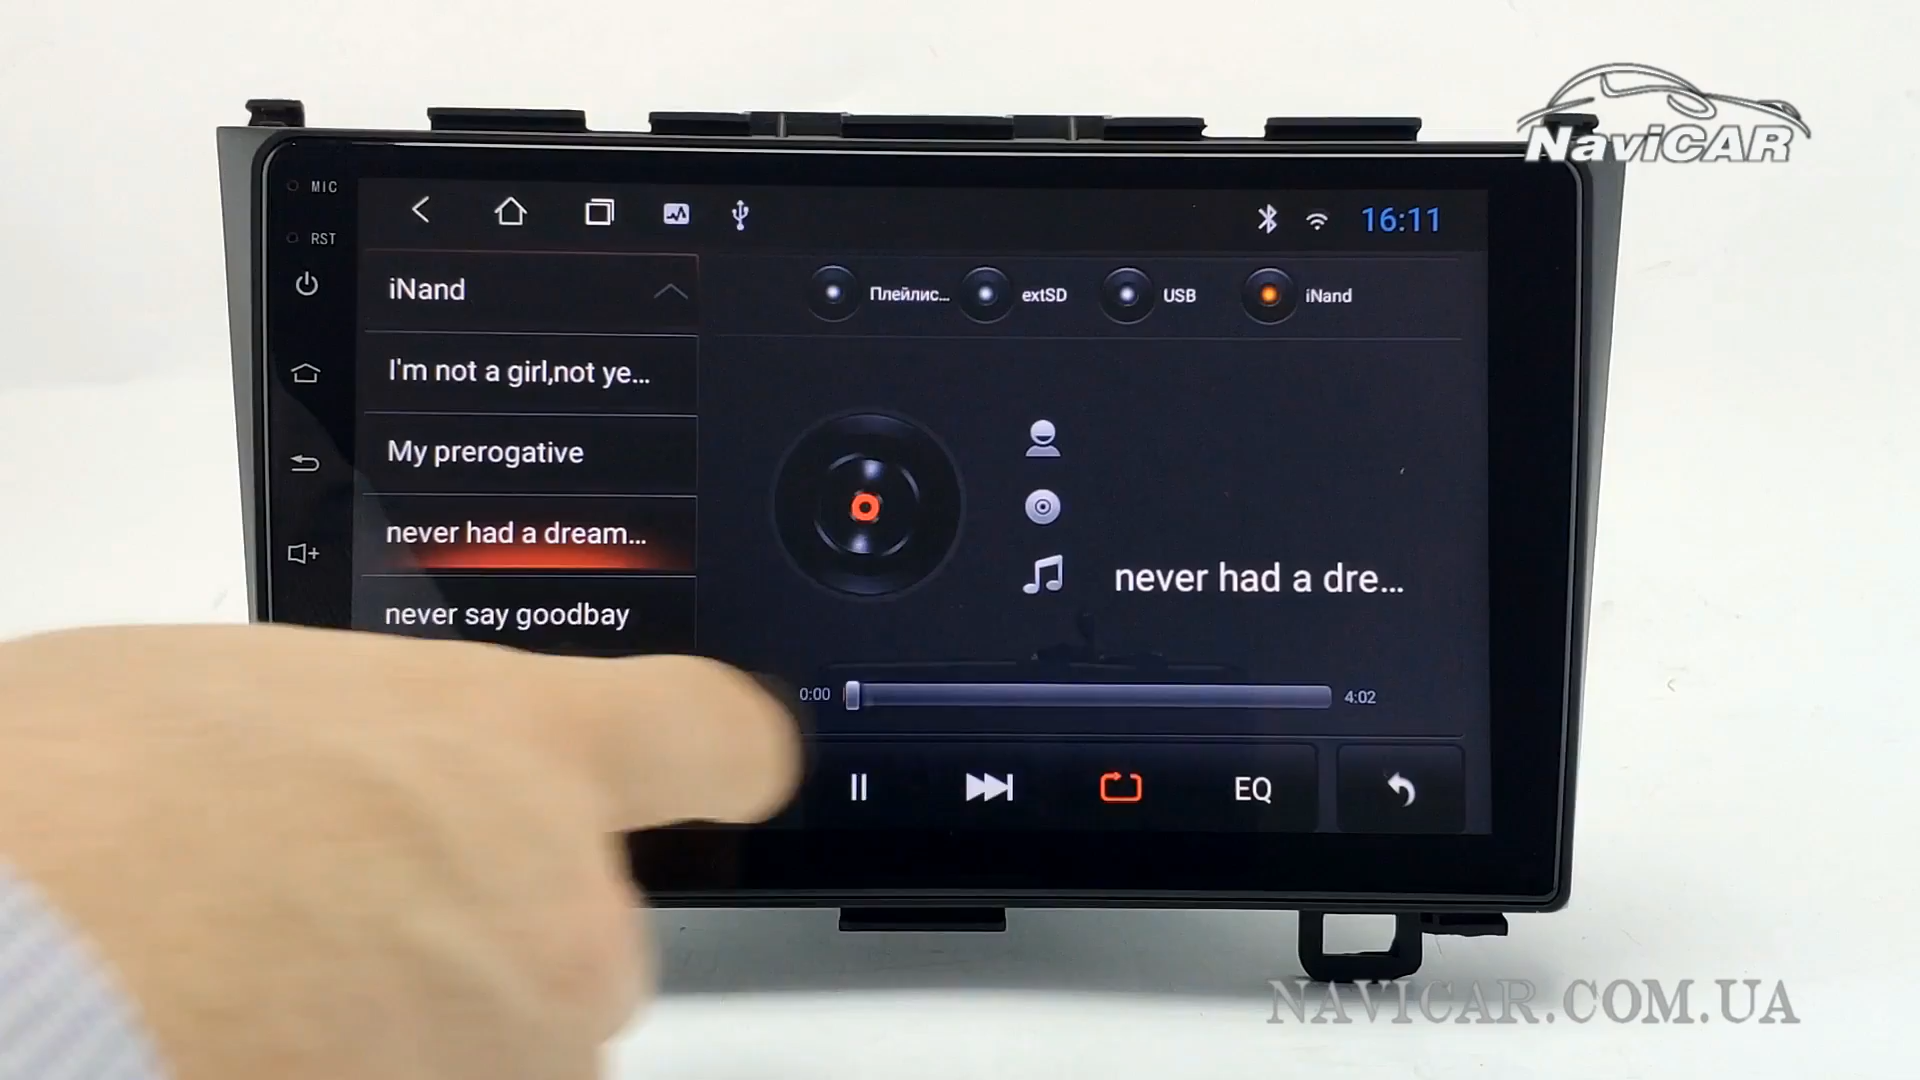 NaviCAR
MIC
RST
16:11
iNand
Плейлис...
extSD
USB
iNand
I'm not a girl,not ye...
My prerogative
never had a dream...
never say goodbay
never had a dre...
0:00
4:02
EQ
NAVICAR.COM.UA